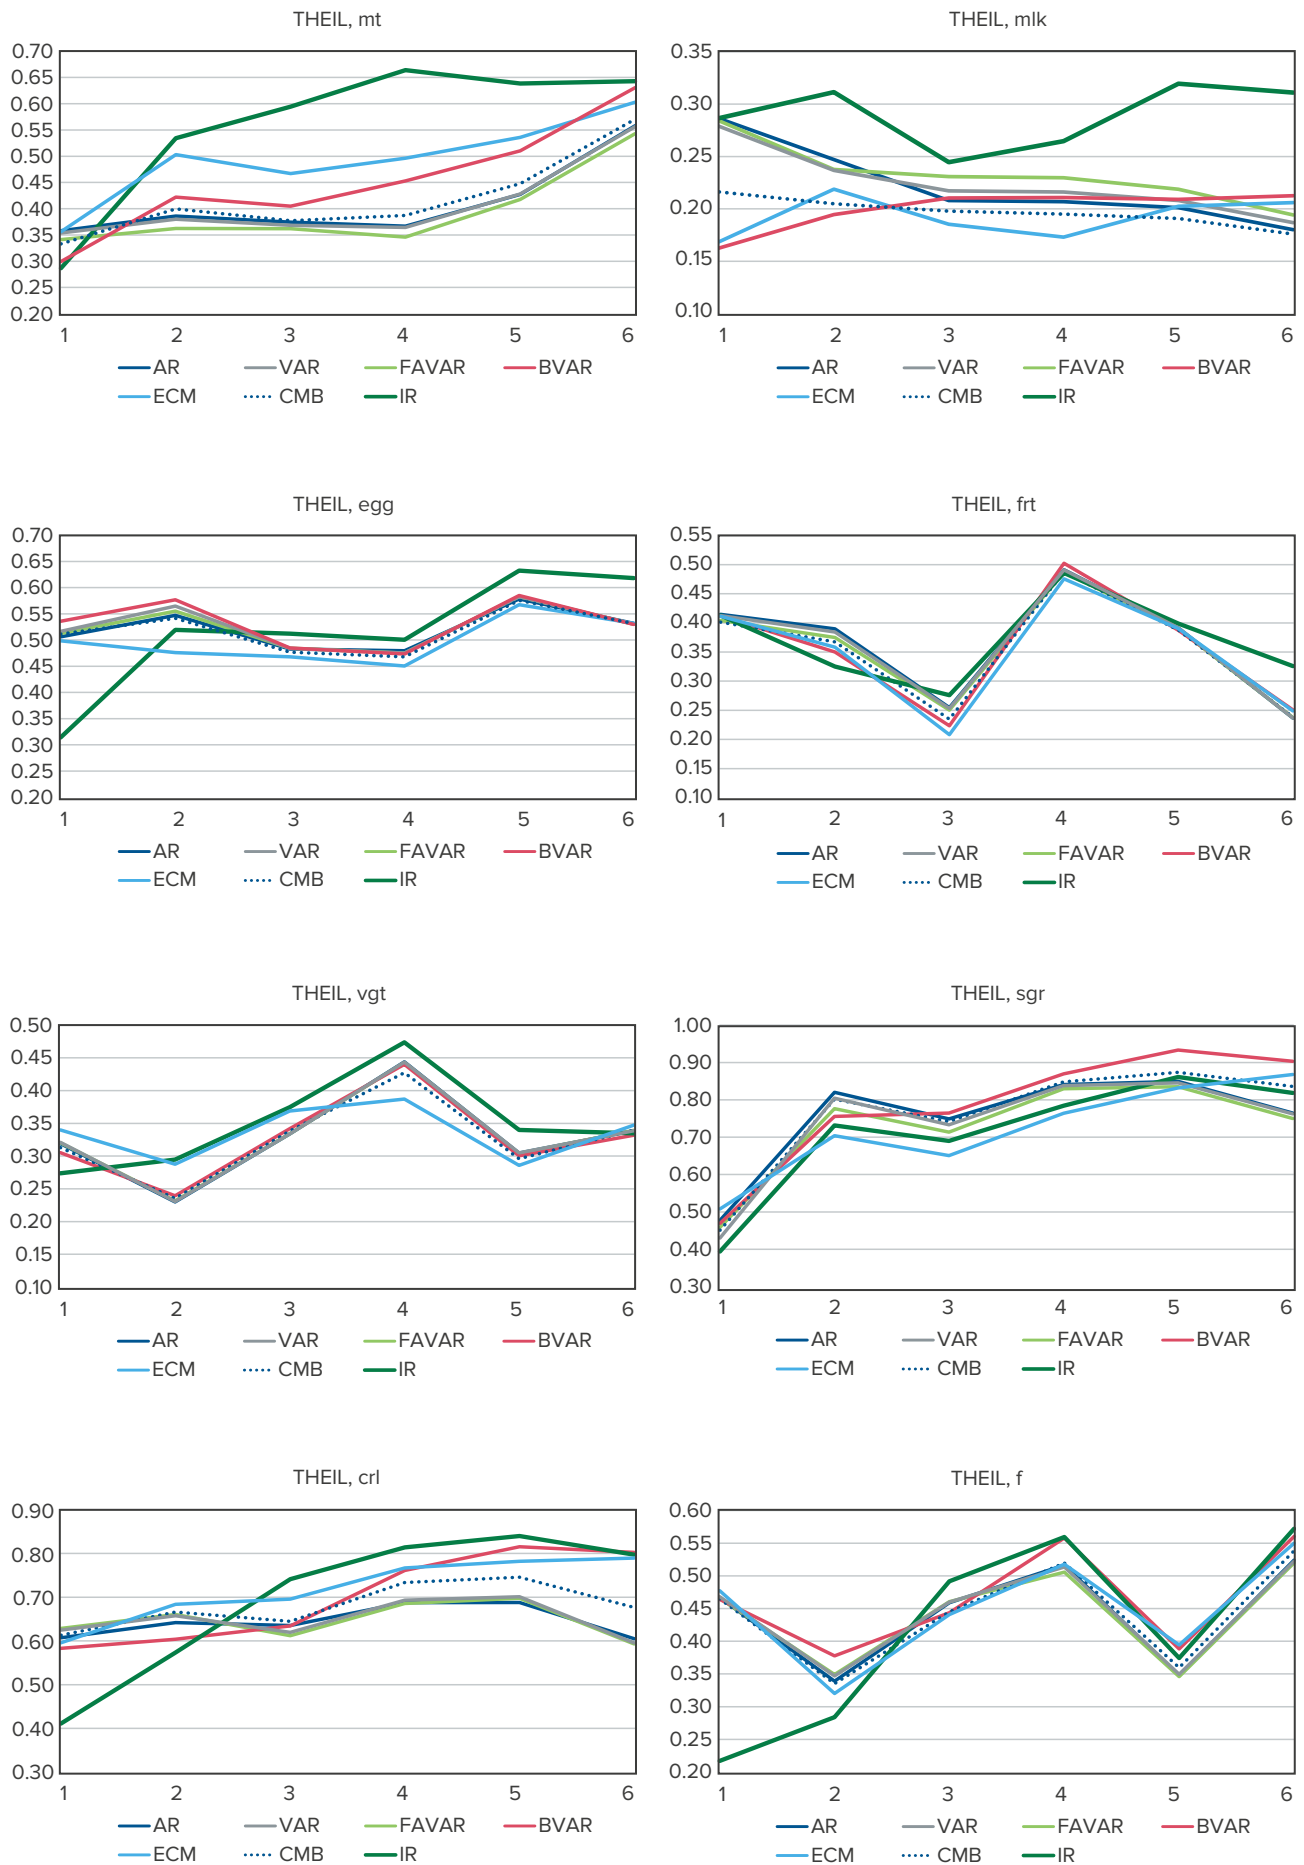 THEIL, mt
0.70
0.65
0.60
0.55
0.50
0.45
0.40
0.35
0.30
0.25
0.20
1 2 3 4 5 6
AR VAR FAVAR BVAR
ECM CMB IR
THEIL, mlk
0.35
0.30
0.25
0.20
0.15
0.10
1 2 3 4 5 6
AR VAR FAVAR BVAR
ECM CMB IR
THEIL, egg
0.70
0.65
0.60
0.55
0.50
0.45
0.40
0.35
0.30
0.25
0.20
1 2 3 4 5 6
AR VAR FAVAR BVAR
ECM CMB IR
THEIL, frt
0.55
0.50
0.45
0.40
0.35
0.30
0.25
0.20
0.15
0.10
1 2 3 4 5 6
AR VAR FAVAR BVAR
ECM CMB IR
THEIL, vgt
0.50
0.45
0.40
0.35
0.30
0.25
0.20
0.15
0.10
1 2 3 4 5 6
AR VAR FAVAR BVAR
ECM CMB IR
THEIL, sgr
1.00
0.90
0.80
0.70
0.60
0.50
0.40
0.30
1 2 3 4 5 6
AR VAR FAVAR BVAR
ECM CMB IR
THEIL, crl
0.90
0.80
0.70
0.60
0.50
0.40
0.30
1 2 3 4 5 6
AR VAR FAVAR BVAR
ECM CMB IR
THEIL, f
0.60
0.55
0.50
0.45
0.40
0.35
0.30
0.25
0.20
1 2 3 4 5 6
AR VAR FAVAR BVAR
ECM CMB IR